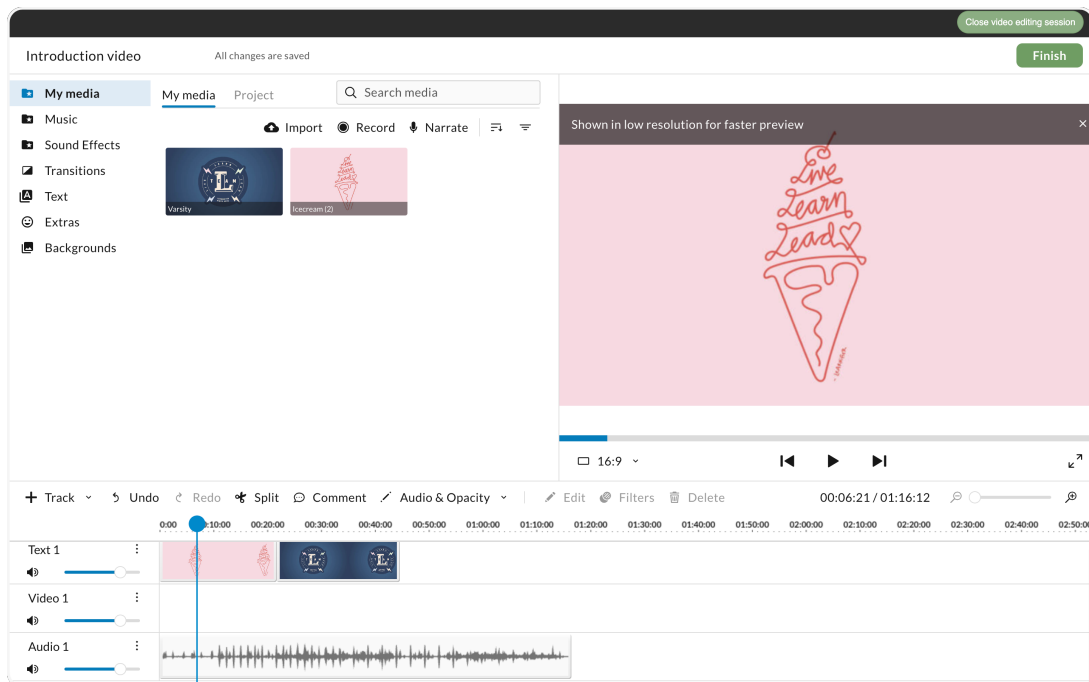 Close video editing session
Introduction video
All changes are saved
Finish
My media
Music
Sound Effects
Transitions
Text
Extras
Backgrounds
My media Project
Search media
Import Record Narrate
Varsity
Icecream (2)
Shown in low resolution for faster preview
Live
Learn
Lead
16:9
Track Undo Redo Split Comment Audio & Opacity Edit Filters Delete 00:06:21 / 01:16:12
0:00 :10:00 00:20:00 00:30:00 00:40:00 00:50:00 01:00:00 01:10:00 01:20:00 01:30:00 01:40:00 01:50:00 02:00:00 02:10:00 02:20:00 02:30:00 02:40:00 02:50:00
Text 1
Video 1
Audio 1